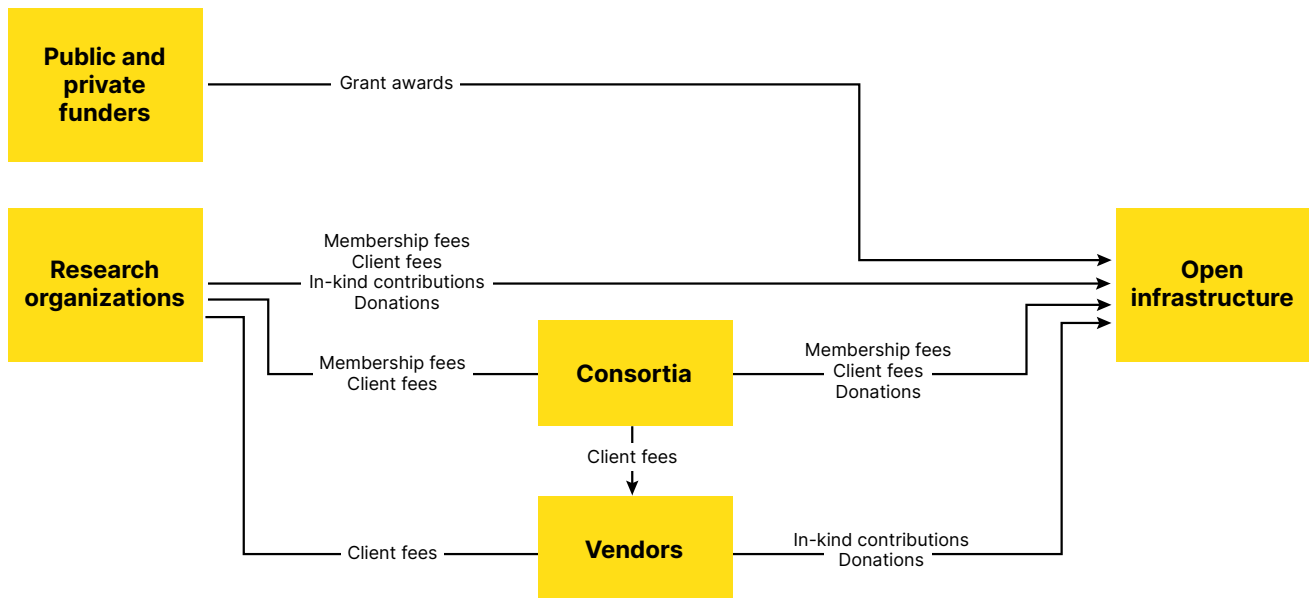 Public and
private
funders
Grant awards
Research
organizations
Membership fees
Client fees
In-kind contributions
Donations
Open
infrastructure
Membership fees
Client fees
Consortia
Membership fees
Client fees
Donations
Client fees
Client fees
Vendors
In-kind contributions
Donations